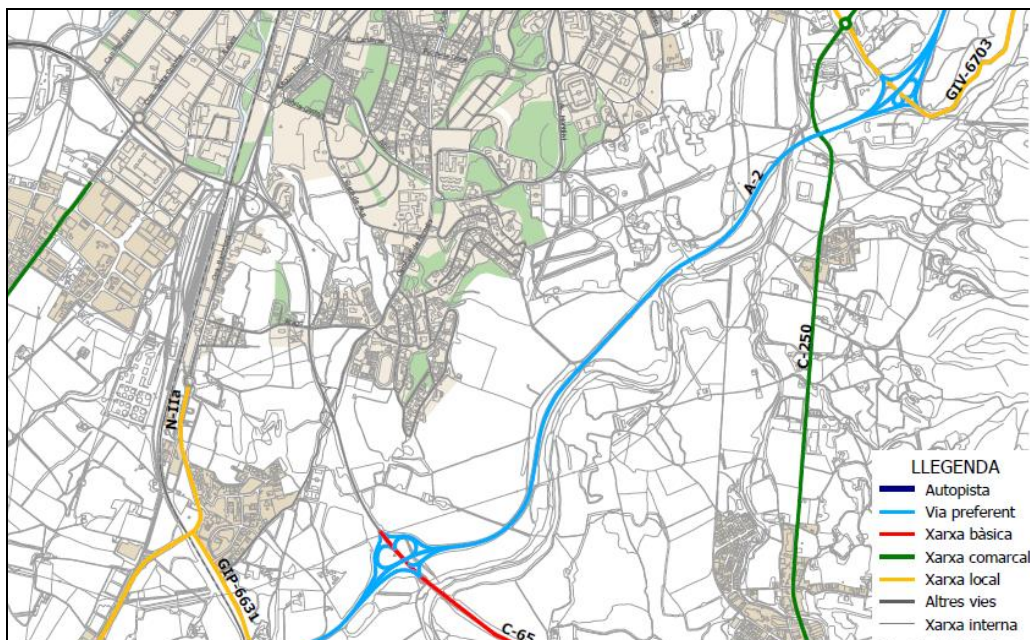 GIV-6703
A-2
C-250
N-IIa
GIP-6631
C-65
LLEGENDA
Autopista
Via preferent
Xarxa bàsica
Xarxa comarcal
Xarxa local
Altres vies
Xarxa interna